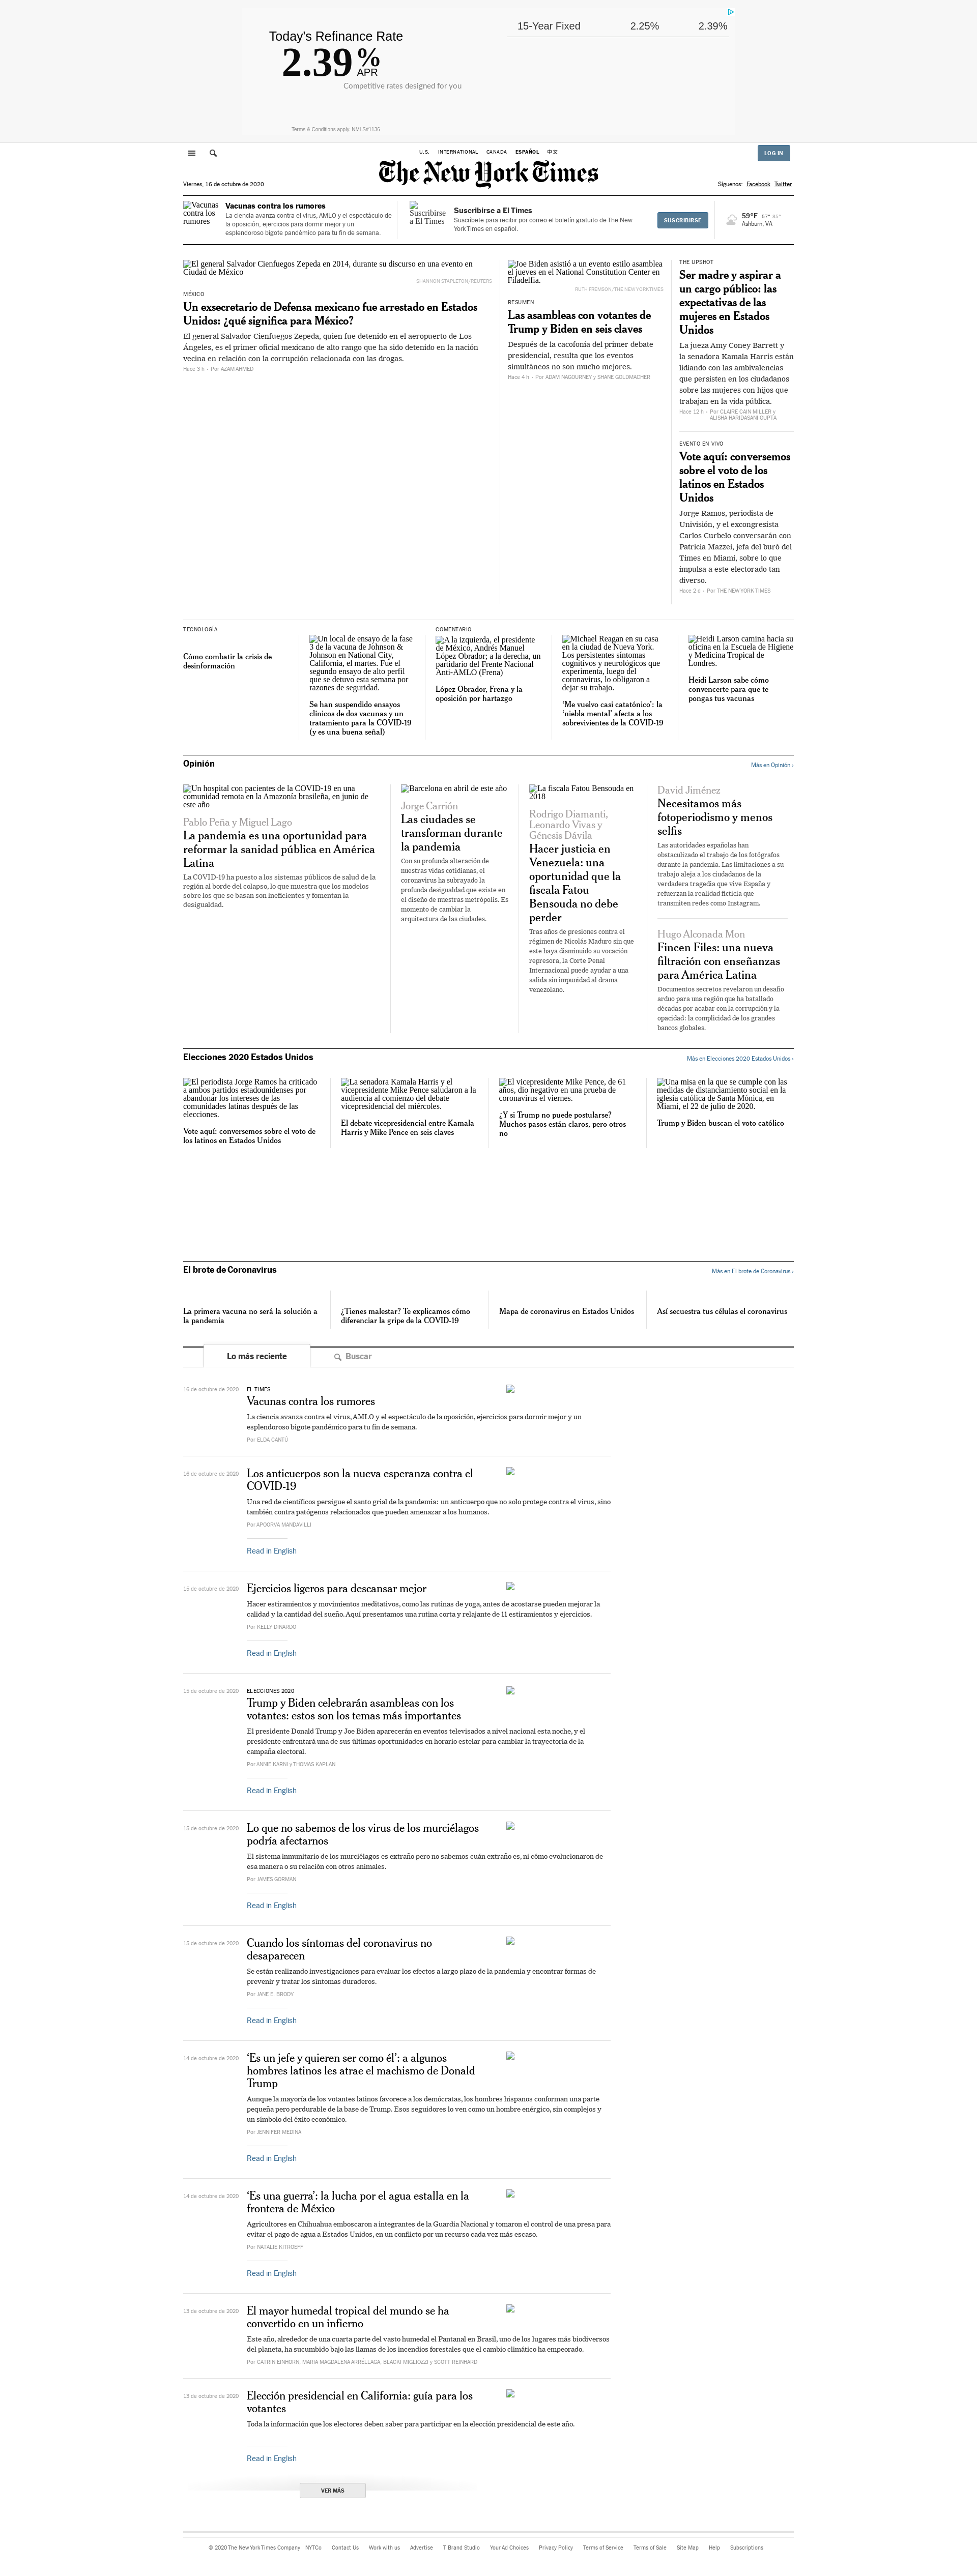 Today's Refinance Rate
2.39% APR
Competitive rates designed for you
Terms & Conditions apply. NMLS#1136
15-Year Fixed 2.25% 2.39%
U.S. INTERNATIONAL CANADA ESPAÑOL 中文
LOG IN
The New York Times
Viernes, 16 de octubre de 2020
Síguenos: Facebook Twitter
Vacunas contra los rumores
Vacunas contra los rumores
La ciencia avanza contra el virus, AMLO y el espectáculo de
la oposición, ejercicios para dormir mejor y un
esplendoroso bigote pandémico para tu fin de semana.
Suscribirse a El Times
Suscribirse a El Times
Suscríbete para recibir por correo el boletín gratuito de The New
York Times en español.
SUSCRIBIRSE
59°F 57° 35°
Ashburn, VA
El general Salvador Cienfuegos Zepeda en 2014, durante su discurso en una evento en
Ciudad de México
SHANNON STAPLETON/REUTERS
MÉXICO
Un exsecretario de Defensa mexicano fue arrestado en Estados
Unidos: ¿qué significa para México?
El general Salvador Cienfuegos Zepeda, quien fue detenido en el aeropuerto de Los
Ángeles, es el primer oficial mexicano de alto rango que ha sido detenido en la nación
vecina en relación con la corrupción relacionada con las drogas.
Hace 3 h - Por AZAM AHMED
Joe Biden asistió a un evento estilo asamblea
el jueves en el National Constitution Center en
Filadelfia.
RUTH FREMSON/THE NEW YORK TIMES
RESUMEN
Las asambleas con votantes de
Trump y Biden en seis claves
Después de la cacofonía del primer debate
presidencial, resulta que los eventos
simultáneos no son mucho mejores.
Hace 4 h - Por ADAM NAGOURNEY y SHANE GOLDMACHER
THE UPSHOT
Ser madre y aspirar a
un cargo público: las
expectativas de las
mujeres en Estados
Unidos
La jueza Amy Coney Barrett y
la senadora Kamala Harris están
lidiando con las ambivalencias
que persisten en los ciudadanos
sobre las mujeres con hijos que
trabajan en la vida pública.
Hace 12 h - Por CLAIRE CAIN MILLER y
ALISHA HARIDASANI GUPTA
EVENTO EN VIVO
Vote aquí: conversemos
sobre el voto de los
latinos en Estados
Unidos
Jorge Ramos, periodista de
Univisión, y el excongresista
Carlos Curbelo conversarán con
Patricia Mazzei, jefa del buró del
Times en Miami, sobre lo que
impulsa a este electorado tan
diverso.
Hace 2 d - Por THE NEW YORK TIMES
TECNOLOGÍA
Cómo combatir la crisis de
desinformación
Un local de ensayo de la fase
3 de la vacuna de Johnson &
Johnson en National City,
California, el martes. Fue el
segundo ensayo de alto perfil
que se detuvo esta semana por
razones de seguridad.
Se han suspendido ensayos
clínicos de dos vacunas y un
tratamiento para la COVID-19
(y es una buena señal)
COMENTARIO
A la izquierda, el presidente
de México, Andrés Manuel
López Obrador; a la derecha, un
partidario del Frente Nacional
Anti-AMLO (Frena)
López Obrador, Frena y la
oposición por hartazgo
Michael Reagan en su casa
en la ciudad de Nueva York.
Los persistentes síntomas
cognitivos y neurológicos que
experimenta, luego del
coronavirus, lo obligaron a
dejar su trabajo.
‘Me vuelvo casi catatónico’: la
‘niebla mental’ afecta a los
sobrevivientes de la COVID-19
Heidi Larson camina hacia su
oficina en la Escuela de Higiene
y Medicina Tropical de
Londres.
Heidi Larson sabe cómo
convencerte para que te
pongas tus vacunas
Opinión
Más en Opinión ›
Un hospital con pacientes de la COVID-19 en una
comunidad remota en la Amazonía brasileña, en junio de
este año
Pablo Peña y Miguel Lago
La pandemia es una oportunidad para
reformar la sanidad pública en América
Latina
La COVID-19 ha puesto a los sistemas públicos de salud de la
región al borde del colapso, lo que muestra que los modelos
sobre los que se basan son ineficientes y fomentan la
desigualdad.
Barcelona en abril de este año
Jorge Carrión
Las ciudades se
transforman durante
la pandemia
Con su profunda alteración de
nuestras vidas cotidianas, el
coronavirus ha subrayado la
profunda desigualdad que existe en
el diseño de nuestras metrópolis. Es
momento de cambiar la
arquitectura de las ciudades.
La fiscala Fatou Bensouda en
2018
Rodrigo Diamanti,
Leonardo Vivas y
Génesis Dávila
Hacer justicia en
Venezuela: una
oportunidad que la
fiscala Fatou
Bensouda no debe
perder
Tras años de presiones contra el
régimen de Nicolás Maduro sin que
este haya disminuido su vocación
represora, la Corte Penal
Internacional puede ayudar a una
salida sin impunidad al drama
venezolano.
David Jiménez
Necesitamos más
fotoperiodismo y menos
selfis
Las autoridades españolas han
obstaculizado el trabajo de los fotógrafos
durante la pandemia. Las limitaciones a su
trabajo aleja a los ciudadanos de la
verdadera tragedia que vive España y
refuerzan la realidad ficticia que
transmiten redes como Instagram.
Hugo Alconada Mon
Fincen Files: una nueva
filtración con enseñanzas
para América Latina
Documentos secretos revelaron un desafío
arduo para una región que ha batallado
décadas por acabar con la corrupción y la
opacidad: la complicidad de los grandes
bancos globales.
Elecciones 2020 Estados Unidos
Más en Elecciones 2020 Estados Unidos ›
El periodista Jorge Ramos ha criticado
a ambos partidos estadounidenses por
abandonar los intereses de las
comunidades latinas después de las
elecciones.
Vote aquí: conversemos sobre el voto de
los latinos en Estados Unidos
La senadora Kamala Harris y el
vicepresidente Mike Pence saludaron a la
audiencia al comienzo del debate
vicepresidencial del miércoles.
El debate vicepresidencial entre Kamala
Harris y Mike Pence en seis claves
El vicepresidente Mike Pence, de 61
años, dio negativo en una prueba de
coronavirus el viernes.
¿Y si Trump no puede postularse?
Muchos pasos están claros, pero otros
no
Una misa en la que se cumple con las
medidas de distanciamiento social en la
iglesia católica de Santa Mónica, en
Miami, el 22 de julio de 2020.
Trump y Biden buscan el voto católico
El brote de Coronavirus
Más en El brote de Coronavirus ›
La primera vacuna no será la solución a
la pandemia
¿Tienes malestar? Te explicamos cómo
diferenciar la gripe de la COVID-19
Mapa de coronavirus en Estados Unidos
Así secuestra tus células el coronavirus
Lo más reciente
Buscar
16 de octubre de 2020
EL TIMES
Vacunas contra los rumores
La ciencia avanza contra el virus, AMLO y el espectáculo de la oposición, ejercicios para dormir mejor y un
esplendoroso bigote pandémico para tu fin de semana.
Por ELDA CANTÚ
16 de octubre de 2020
Los anticuerpos son la nueva esperanza contra el
COVID-19
Una red de científicos persigue el santo grial de la pandemia: un anticuerpo que no solo protege contra el virus, sino
también contra patógenos relacionados que pueden amenazar a los humanos.
Por APOORVA MANDAVILLI
Read in English
15 de octubre de 2020
Ejercicios ligeros para descansar mejor
Hacer estiramientos y movimientos meditativos, como las rutinas de yoga, antes de acostarse pueden mejorar la
calidad y la cantidad del sueño. Aquí presentamos una rutina corta y relajante de 11 estiramientos y ejercicios.
Por KELLY DINARDO
Read in English
15 de octubre de 2020
ELECCIONES 2020
Trump y Biden celebrarán asambleas con los
votantes: estos son los temas más importantes
El presidente Donald Trump y Joe Biden aparecerán en eventos televisados a nivel nacional esta noche, y el
presidente enfrentará una de sus últimas oportunidades en horario estelar para cambiar la trayectoria de la
campaña electoral.
Por ANNIE KARNI y THOMAS KAPLAN
Read in English
15 de octubre de 2020
Lo que no sabemos de los virus de los murciélagos
podría afectarnos
El sistema inmunitario de los murciélagos es extraño pero no sabemos cuán extraño es, ni cómo evolucionaron de
esa manera o su relación con otros animales.
Por JAMES GORMAN
Read in English
15 de octubre de 2020
Cuando los síntomas del coronavirus no
desaparecen
Se están realizando investigaciones para evaluar los efectos a largo plazo de la pandemia y encontrar formas de
prevenir y tratar los síntomas duraderos.
Por JANE E. BRODY
Read in English
14 de octubre de 2020
‘Es un jefe y quieren ser como él’: a algunos
hombres latinos les atrae el machismo de Donald
Trump
Aunque la mayoría de los votantes latinos favorece a los demócratas, los hombres hispanos conforman una parte
pequeña pero perdurable de la base de Trump. Esos seguidores lo ven como un hombre enérgico, sin complejos y
un símbolo del éxito económico.
Por JENNIFER MEDINA
Read in English
14 de octubre de 2020
‘Es una guerra’: la lucha por el agua estalla en la
frontera de México
Agricultores en Chihuahua emboscaron a integrantes de la Guardia Nacional y tomaron el control de una presa para
evitar el pago de agua a Estados Unidos, en un conflicto por un recurso cada vez más escaso.
Por NATALIE KITROEFF
Read in English
13 de octubre de 2020
El mayor humedal tropical del mundo se ha
convertido en un infierno
Este año, alrededor de una cuarta parte del vasto humedal el Pantanal en Brasil, uno de los lugares más biodiversos
del planeta, ha sucumbido bajo las llamas de los incendios forestales que el cambio climático ha empeorado.
Por CATRIN EINHORN, MARIA MAGDALENA ARRÉLLAGA, BLACKI MIGLIOZZI y SCOTT REINHARD
13 de octubre de 2020
Elección presidencial en California: guía para los
votantes
Toda la información que los electores deben saber para participar en la elección presidencial de este año.
Read in English
VER MÁS
© 2020 The New York Times Company NYTCo Contact Us Work with us Advertise T Brand Studio Your Ad Choices Privacy Policy Terms of Service Terms of Sale Site Map Help Subscriptions